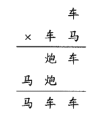 车
× 车 马
炮 车
马 炮
马 车 车